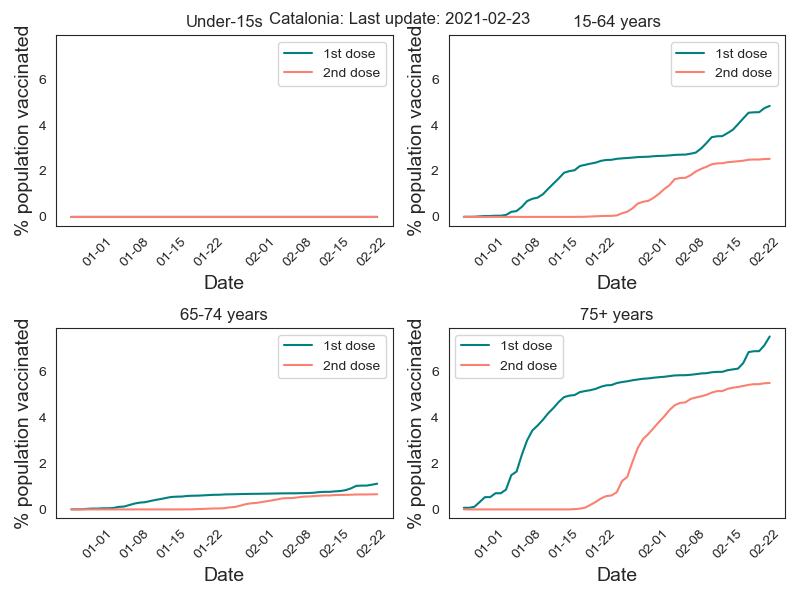 Catalonia: Last update: 2021-02-23
Under-15s
% population vaccinated
6
4
2
0
1st dose
2nd dose
01-01
01-08
01-15
01-22
02-01
02-08
02-15
02-22
Date
15-64 years
% population vaccinated
6
4
2
0
1st dose
2nd dose
01-01
01-08
01-15
01-22
02-01
02-08
02-15
02-22
Date
65-74 years
% population vaccinated
6
4
2
0
1st dose
2nd dose
01-01
01-08
01-15
01-22
02-01
02-08
02-15
02-22
Date
75+ years
% population vaccinated
6
4
2
0
1st dose
2nd dose
01-01
01-08
01-15
01-22
02-01
02-08
02-15
02-22
Date